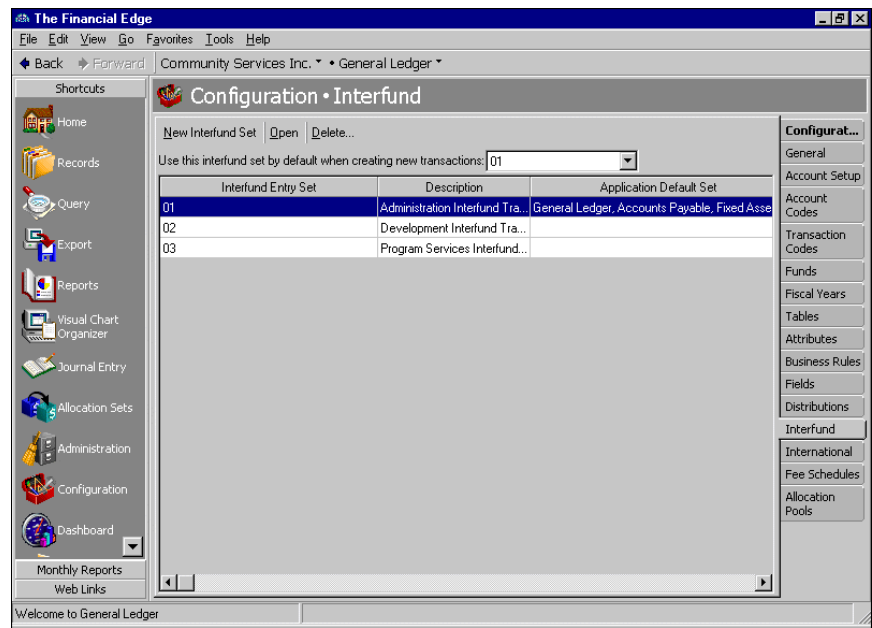 The Financial Edge
File Edit View Go Favorites Tools Help
Back Forward Community Services Inc. • General Ledger
Shortcuts
Home
Records
Query
Export
Reports
Visual Chart
Organizer
Journal Entry
Allocation Sets
Administration
Configuration
Dashboard
Monthly Reports
Web Links
Configuration • Interfund
New Interfund Set Open Delete...
Use this interfund set by default when creating new transactions: 01
Interfund Entry Set Description Application Default Set
01 Administration Interfund Tra... General Ledger, Accounts Payable, Fixed Asse
02 Development Interfund Tra...
03 Program Services Interfund...
Configurat...
General
Account Setup
Account
Codes
Transaction
Codes
Funds
Fiscal Years
Tables
Attributes
Business Rules
Fields
Distributions
Interfund
International
Fee Schedules
Allocation
Pools
Welcome to General Ledger